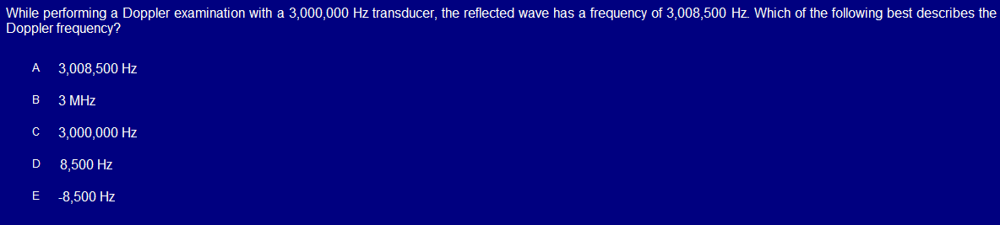 While performing a Doppler examination with a 3,000,000 Hz transducer, the reflected wave has a frequency of 3,008,500 Hz. Which of the following best describes the
Doppler frequency?
A 3,008,500 Hz
B 3 MHz
C 3,000,000 Hz
D 8,500 Hz
E -8,500 Hz